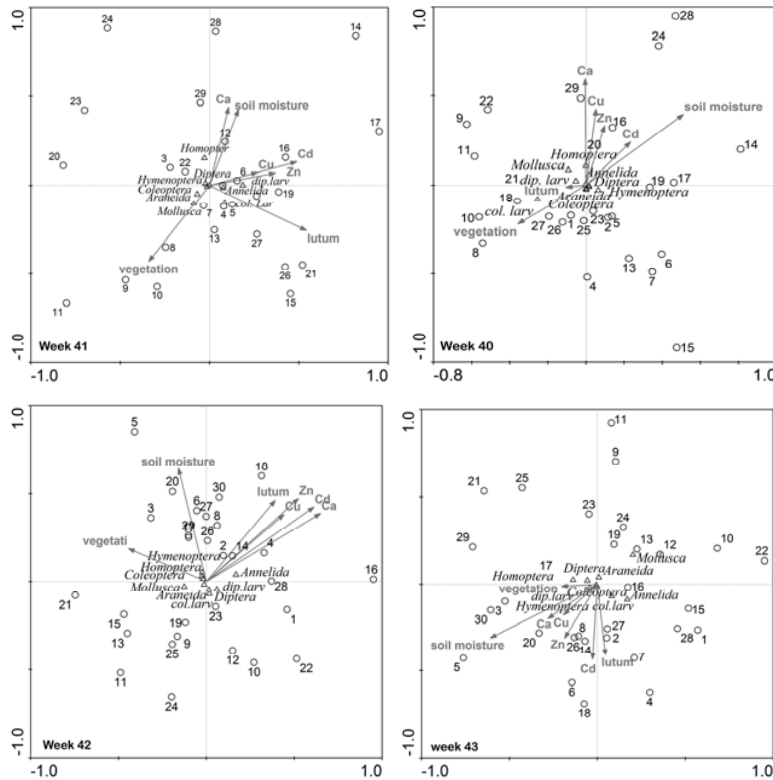 1.0
24
28
14
23
29
Ca
soil moisture
17
12
Homopter
16
Cd
20
3
22
Diptera
6
Cu
Zn
Hymenoptera
dip.larv
Coleoptera
Annelida
19
Araneida
Mollusca
7
4
5
col. Lar
13
27
lutum
8
vegetation
26
21
9
10
15
11
Week 41
-1.0
-1.0
1.0
1.0
28
24
Ca
29
22
Cu
soil moisture
9
Zn
16
Cd
20
14
11
Homoptera
Mollusca
Annelida
21
dip. larv
Diptera
19
17
lutum
Hymenoptera
18
Araneida
10
col. larv
Coleoptera
vegetation
27
26
1
25
23
2
5
8
13
6
4
7
15
Week 40
-1.0
-0.8
1.0
1.0
5
soil moisture
18
20
30
lutum
Zn
6
27
Cd
3
8
Cu
Ca
29
26
vegetati
2
14
4
Hymenoptera
Homoptera
16
Coleoptera
Annelida
Mollusca
dip.larv
28
21
Araneida
Diptera
col.larv
23
1
15
19
13
25
9
12
10
22
11
24
Week 42
-1.0
-1.0
1.0
1.0
11
9
21
25
23
24
19
13
12
10
29
Mollusca
22
17
Diptera
Araneida
Homoptera
vegetation
16
Coleoptera
dip.larv
Annelida
3
Hymenoptera
col.larv
15
30
Ca
Cu
soil moisture
20
Zn
8
27
28
1
26
14
2
5
lutum
7
Cd
6
4
18
week 43
-1.0
-1.0
1.0